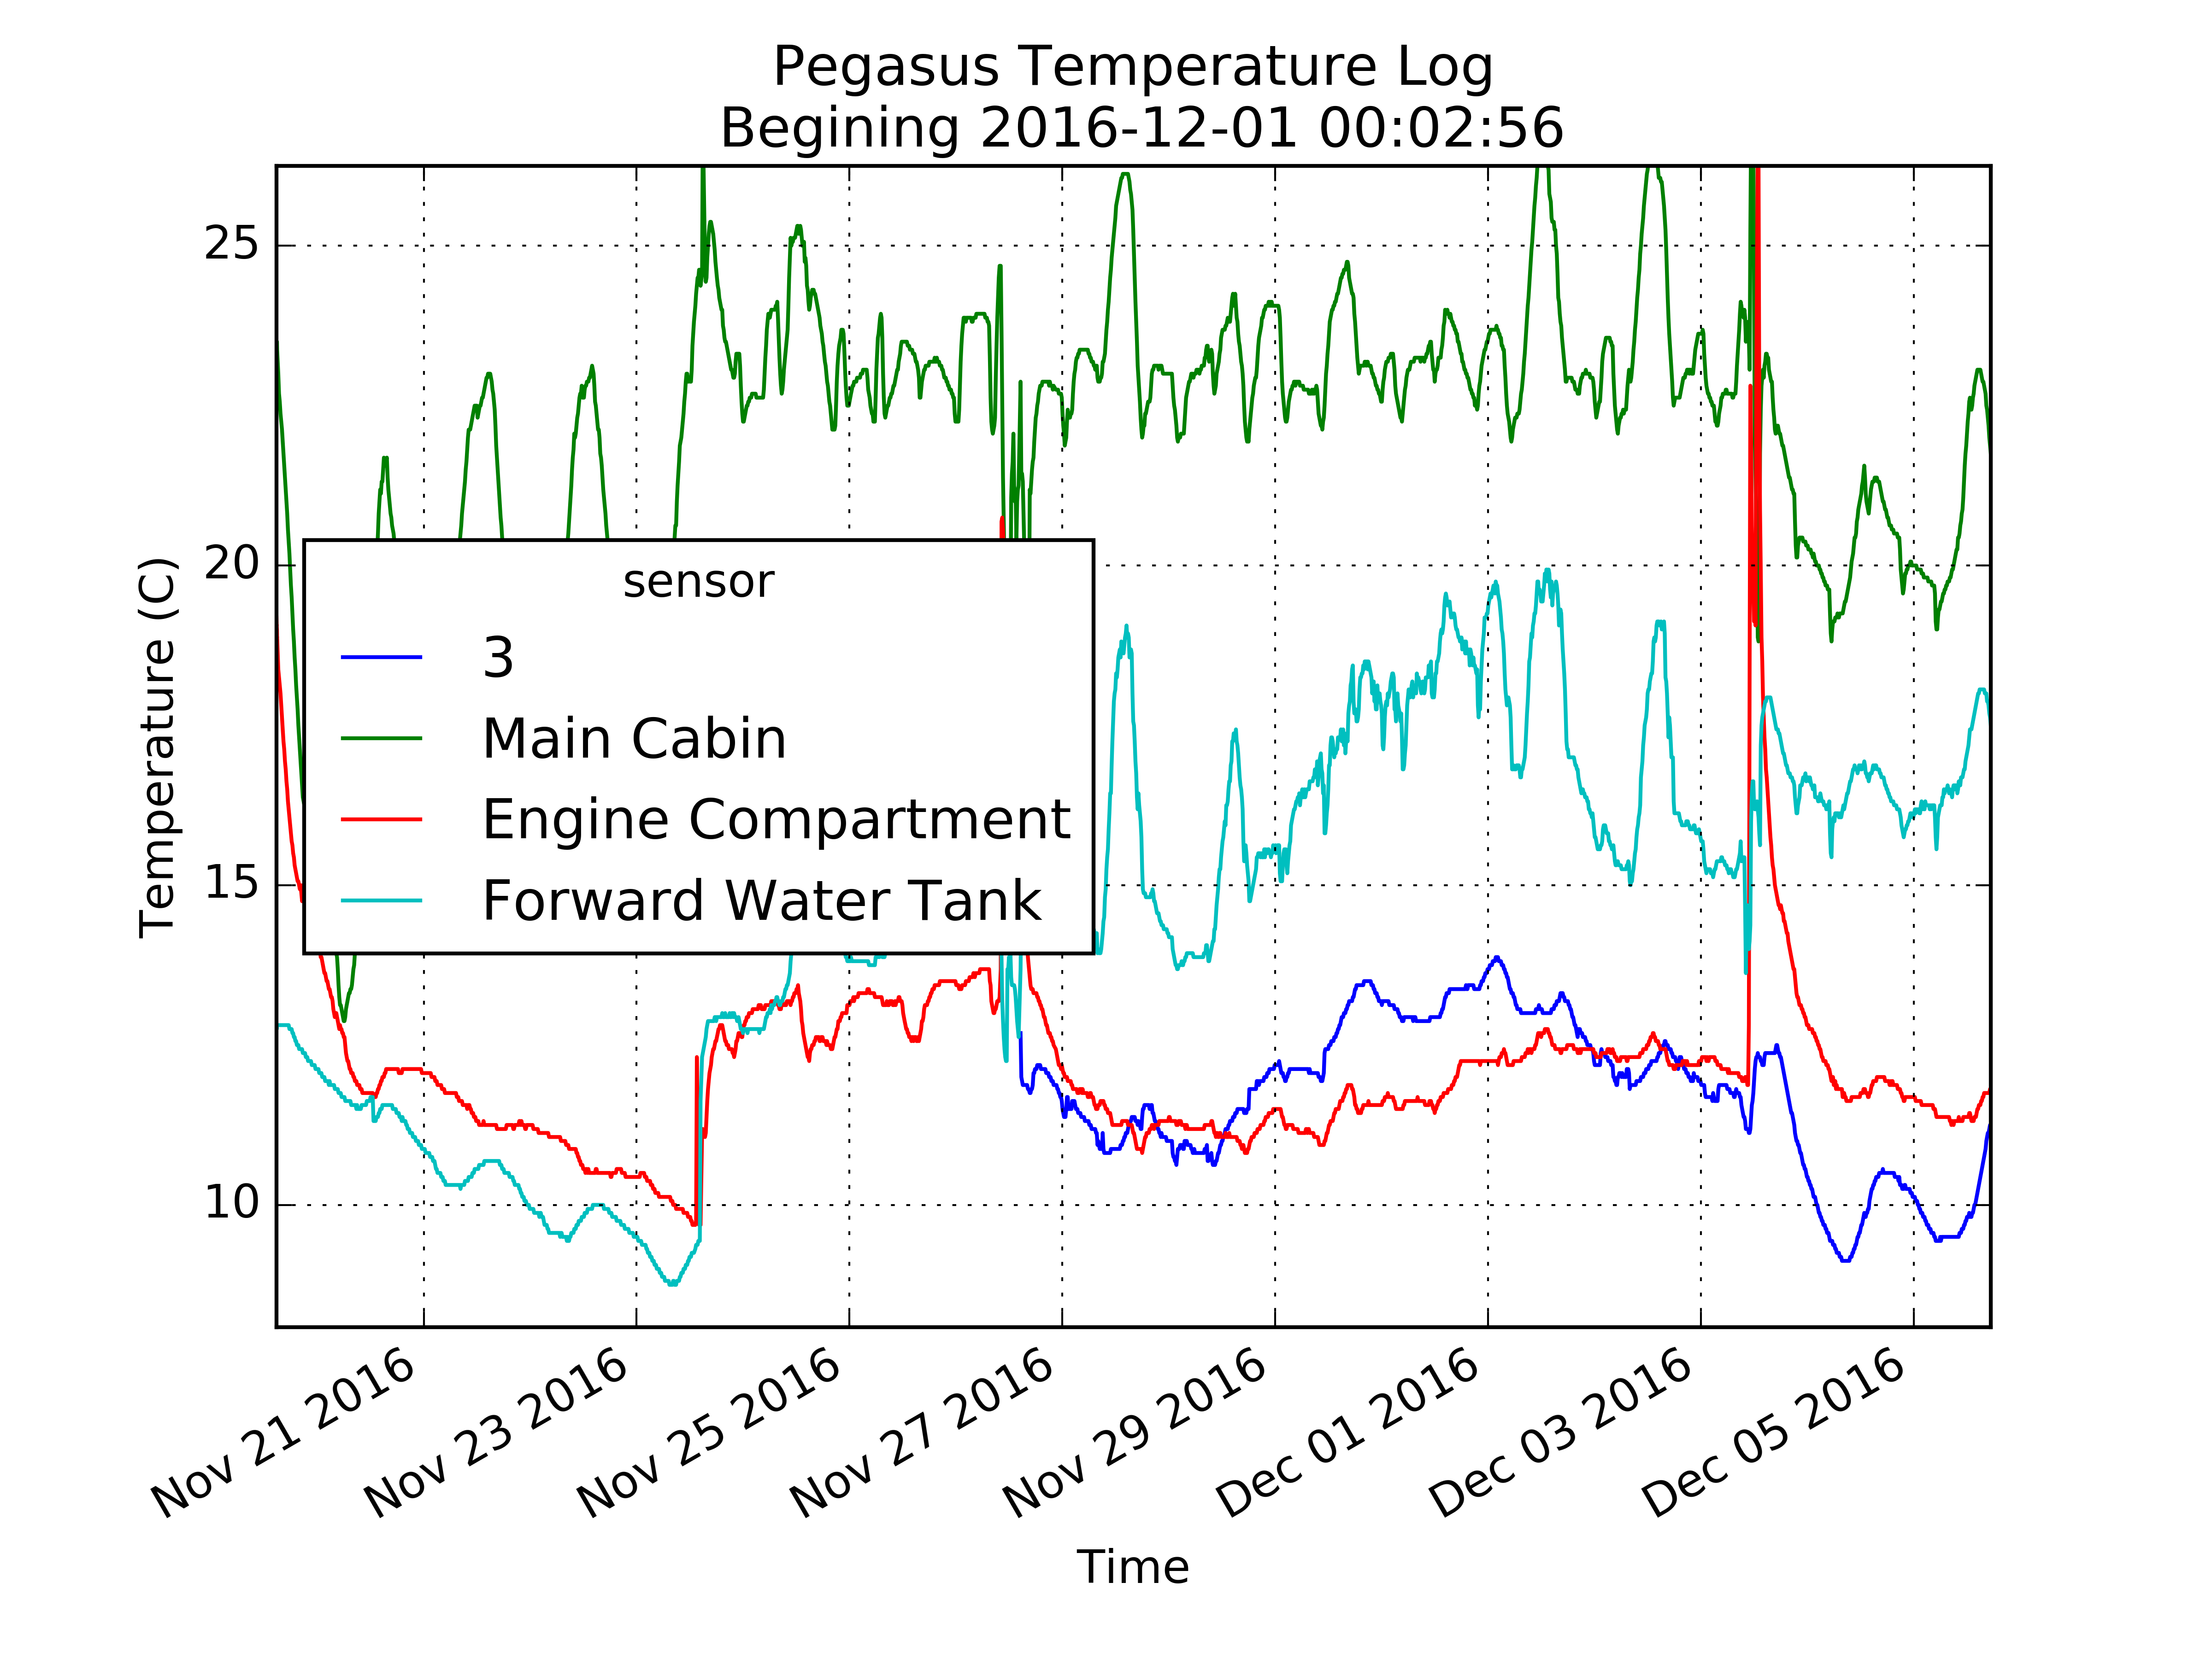 Pegasus Temperature Log
Begining 2016-12-01 00:02:56
25
20
15
10
Temperature (C)
sensor
3
Main Cabin
Engine Compartment
Forward Water Tank
Nov 21 2016
Nov 23 2016
Nov 25 2016
Nov 27 2016
Nov 29 2016
Dec 01 2016
Dec 03 2016
Dec 05 2016
Time